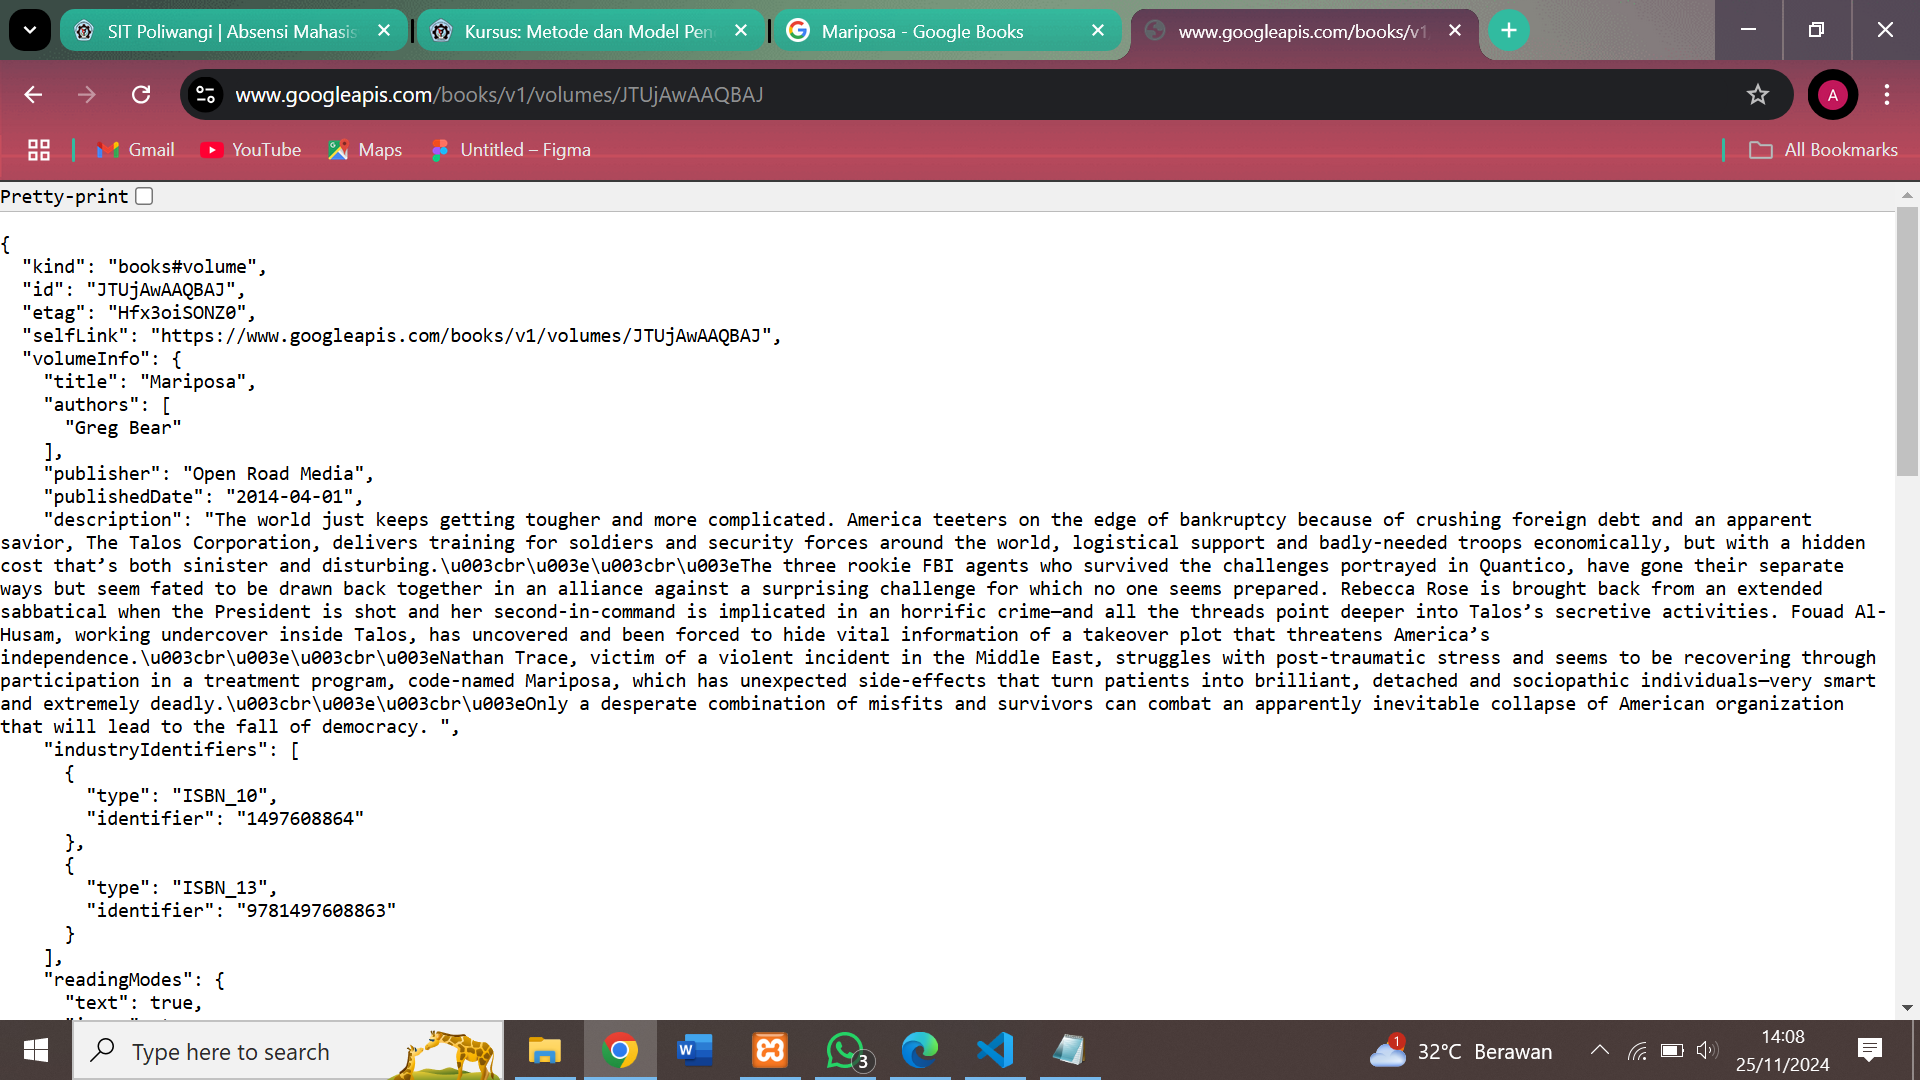 SIT Poliwangi | Absensi Mahasis
Kursus: Metode dan Model Pen
Mariposa - Google Books
www.googleapis.com/books/v1
www.googleapis.com/books/v1/volumes/JTUjAwAAQBAJ
A
Gmail
YouTube
Maps
Untitled – Figma
All Bookmarks
Pretty-print
{
"kind": "books#volume",
"id": "JTUjAwAAQBAJ",
"etag": "Hfx3oiSONZ0",
"selfLink": "https://www.googleapis.com/books/v1/volumes/JTUjAwAAQBAJ",
"volumeInfo": {
"title": "Mariposa",
"authors": [
"Greg Bear"
],
"publisher": "Open Road Media",
"publishedDate": "2014-04-01",
"description": "The world just keeps getting tougher and more complicated. America teeters on the edge of bankruptcy because of crushing foreign debt and an apparent
savior, The Talos Corporation, delivers training for soldiers and security forces around the world, logistical support and badly-needed troops economically, but with a hidden
cost that’s both sinister and disturbing.\u003cbr\u003e\u003cbr\u003eThe three rookie FBI agents who survived the challenges portrayed in Quantico, have gone their separate
ways but seem fated to be drawn back together in an alliance against a surprising challenge for which no one seems prepared. Rebecca Rose is brought back from an extended
sabbatical when the President is shot and her second-in-command is implicated in an horrific crime—and all the threads point deeper into Talos’s secretive activities. Fouad Al-
Husam, working undercover inside Talos, has uncovered and been forced to hide vital information of a takeover plot that threatens America’s
independence.\u003cbr\u003e\u003cbr\u003eNathan Trace, victim of a violent incident in the Middle East, struggles with post-traumatic stress and seems to be recovering through
participation in a treatment program, code-named Mariposa, which has unexpected side-effects that turn patients into brilliant, detached and sociopathic individuals—very smart
and extremely deadly.\u003cbr\u003e\u003cbr\u003eOnly a desperate combination of misfits and survivors can combat an apparently inevitable collapse of American organization
that will lead to the fall of democracy. ",
"industryIdentifiers": [
{
"type": "ISBN_10",
"identifier": "1497608864"
},
{
"type": "ISBN_13",
"identifier": "9781497608863"
}
],
"readingModes": {
"text": true,
Type here to search
W
3
1
32°C Berawan
14:08
25/11/2024